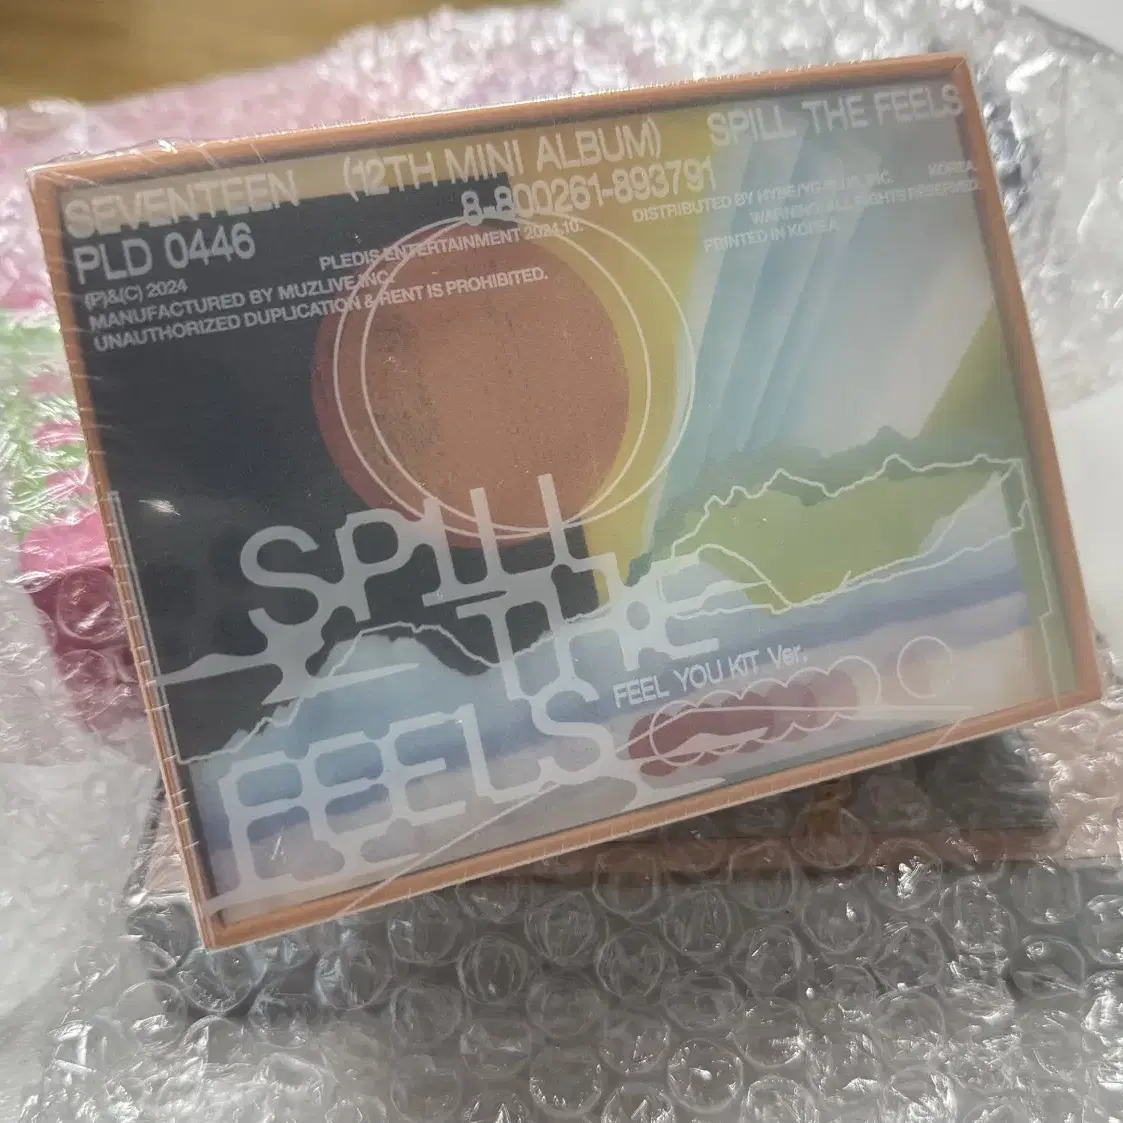 SEVENTEEN (12TH MINI ALBUM) SPILL THE FEELS
PLD 0446 8-800261-893791 KOREA.
PLEDIS ENTERTAINMENT 2024.10. DISTRIBUTED BY HYBE/YG PLUS, INC.
(P)&(C) 2024 WARNING: ALL RIGHTS RESERVED.
MANUFACTURED BY MUZLIVE INC. PRINTED IN KOREA.
UNAUTHORIZED DUPLICATION & RENT IS PROHIBITED.
SPILL
THE
FEELS
FEEL YOU KIT Ver.